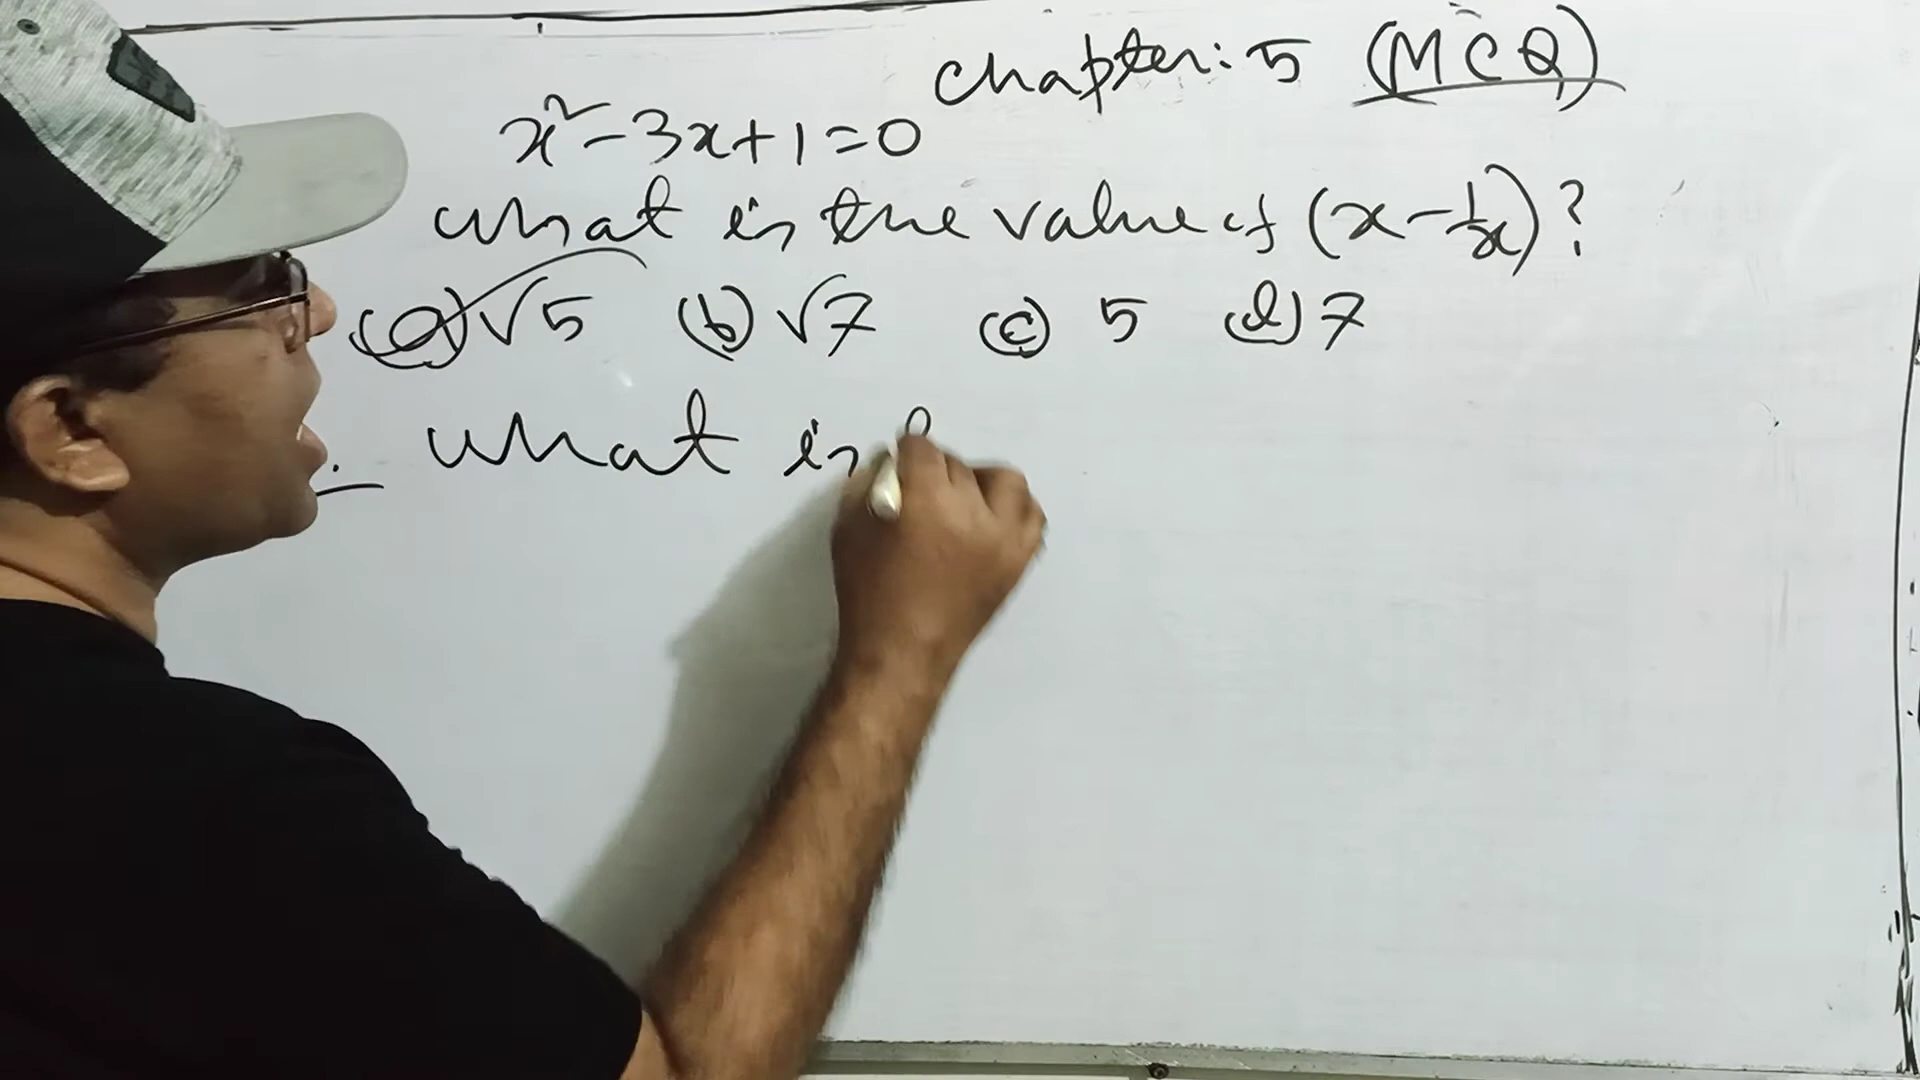 chapter: 5 (MCQ)
x²-3x+1=0
what is the value of (x-1/x)?
(a) √5 (b) √7 (c) 5 (d) 7
what is